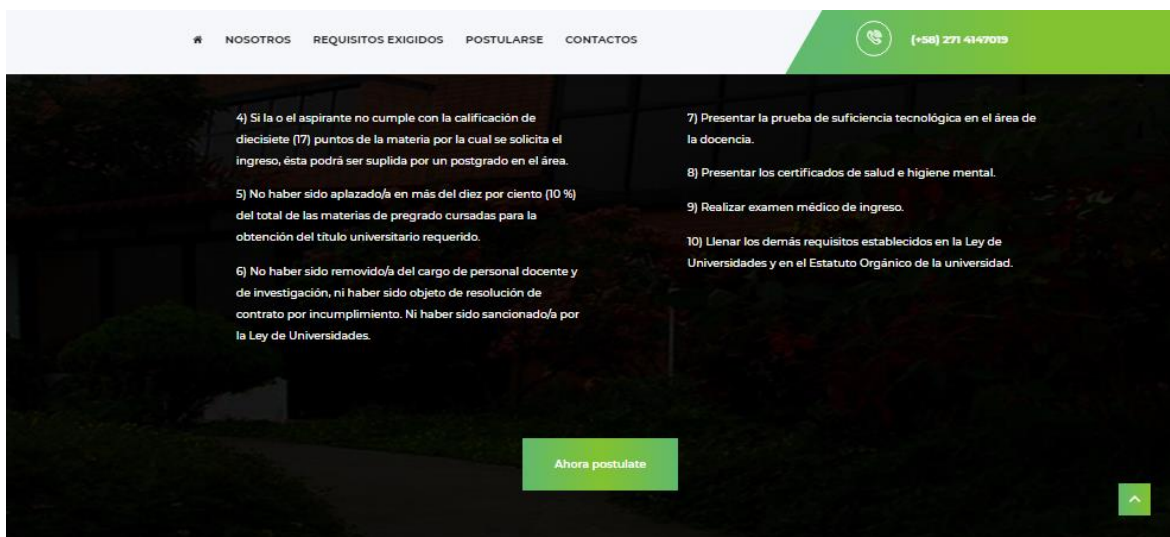 NOSOTROS REQUISITOS EXIGIDOS POSTULARSE CONTACTOS
(+58) 271 4147019
4) Si la o el aspirante no cumple con la calificación de
diecisiete (17) puntos de la materia por la cual se solicita el
ingreso, ésta podrá ser suplida por un postgrado en el área.
5) No haber sido aplazado/a en más del diez por ciento (10 %)
del total de las materias de pregrado cursadas para la
obtención del título universitario requerido.
6) No haber sido removido/a del cargo de personal docente y
de investigación, ni haber sido objeto de resolución de
contrato por incumplimiento. Ni haber sido sancionado/a por
la Ley de Universidades.
7) Presentar la prueba de suficiencia tecnológica en el área de
la docencia.
8) Presentar los certificados de salud e higiene mental.
9) Realizar examen médico de ingreso.
10) Llenar los demás requisitos establecidos en la Ley de
Universidades y en el Estatuto Orgánico de la universidad.
Ahora postulate